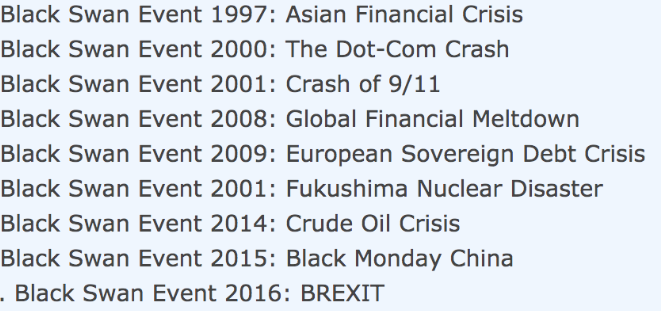 Black Swan Event 1997: Asian Financial Crisis
Black Swan Event 2000: The Dot-Com Crash
Black Swan Event 2001: Crash of 9/11
Black Swan Event 2008: Global Financial Meltdown
Black Swan Event 2009: European Sovereign Debt Crisis
Black Swan Event 2001: Fukushima Nuclear Disaster
Black Swan Event 2014: Crude Oil Crisis
Black Swan Event 2015: Black Monday China
. Black Swan Event 2016: BREXIT